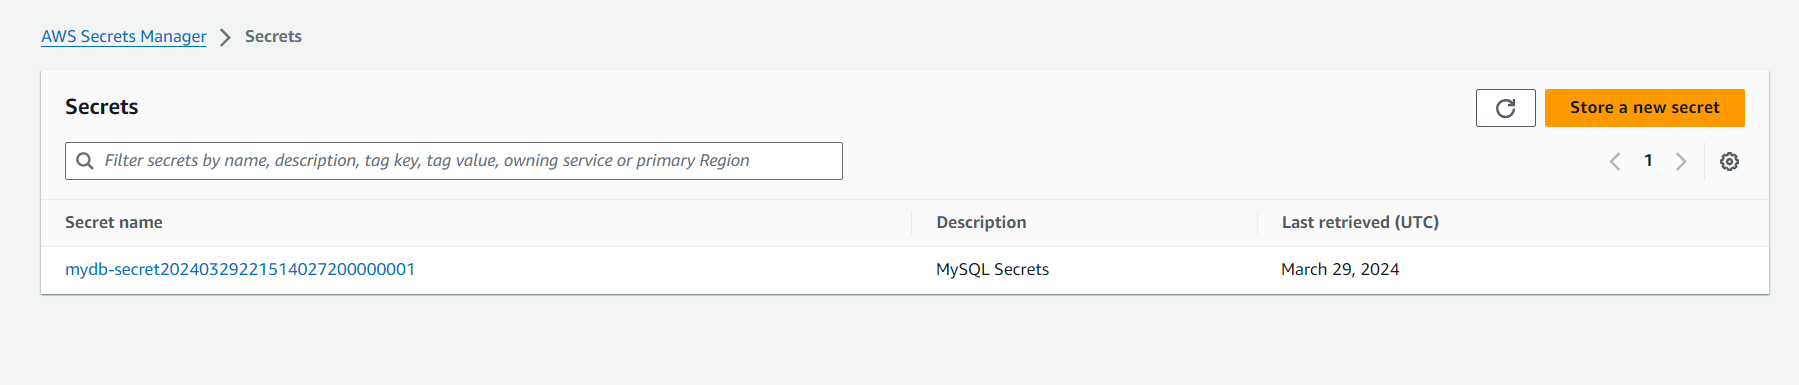 AWS Secrets Manager > Secrets
Secrets
Store a new secret
Filter secrets by name, description, tag key, tag value, owning service or primary Region
1
Secret name Description Last retrieved (UTC)
mydb-secret20240329221514027200000001 MySQL Secrets March 29, 2024